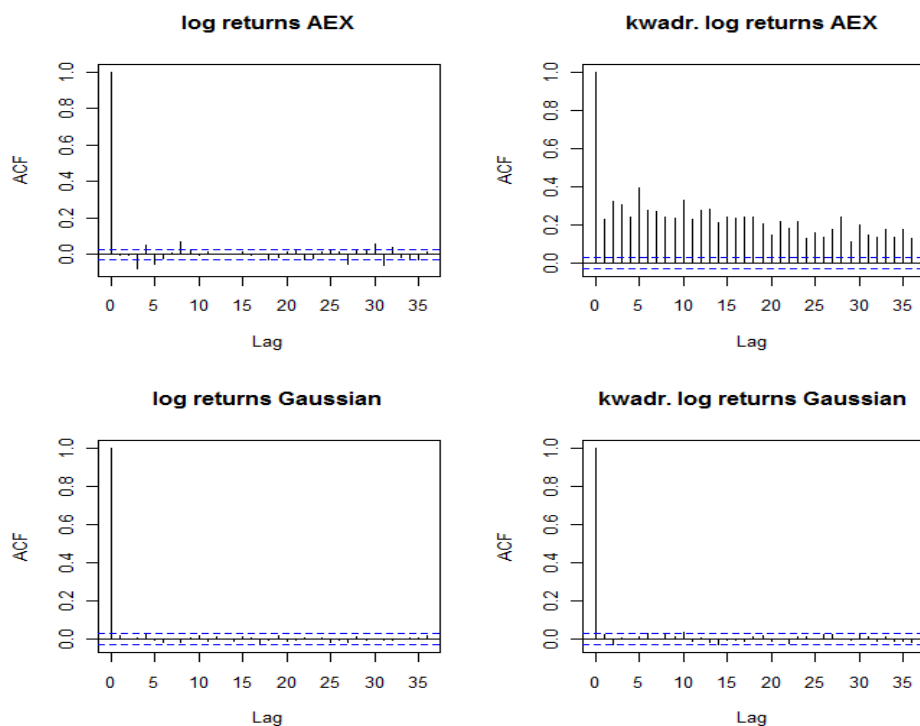 log returns AEX
ACF
0.0 0.2 0.4 0.6 0.8 1.0
0 5 10 15 20 25 30 35
Lag
kwadr. log returns AEX
ACF
0.0 0.2 0.4 0.6 0.8 1.0
0 5 10 15 20 25 30 35
Lag
log returns Gaussian
ACF
0.0 0.2 0.4 0.6 0.8 1.0
0 5 10 15 20 25 30 35
Lag
kwadr. log returns Gaussian
ACF
0.0 0.2 0.4 0.6 0.8 1.0
0 5 10 15 20 25 30 35
Lag